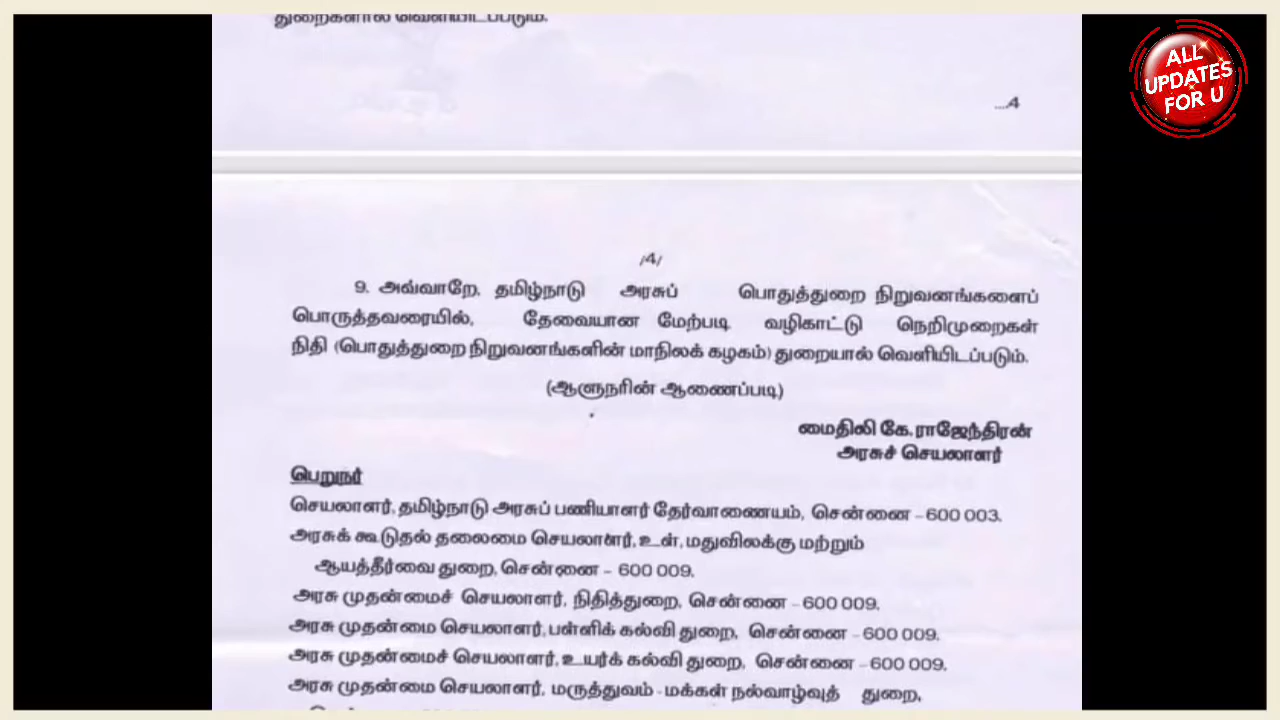 துறைகளால் வெளியிடப்படும்.
....4
ALL
UPDATES
FOR U
/4/
9. அவ்வாறே, தமிழ்நாடு அரசுப் பொதுத்துறை நிறுவனங்களைப்
பொருத்தவரையில், தேவையான மேற்படி வழிகாட்டு நெறிமுறைகள்
நிதி (பொதுத்துறை நிறுவனங்களின் மாநிலக் கழகம்) துறையால் வெளியிடப்படும்.
(ஆளுநரின் ஆணைப்படி)
மைதிலி கே. ராஜேந்திரன்
அரசுச் செயலாளர்
பெறுநர்
செயலாளர், தமிழ்நாடு அரசுப் பணியாளர் தேர்வாணையம், சென்னை – 600 003.
அரசுக் கூடுதல் தலைமை செயலாளர், உள், மதுவிலக்கு மற்றும்
ஆயத்தீர்வை துறை, சென்னை – 600 009.
அரசு முதன்மைச் செயலாளர், நிதித்துறை, சென்னை – 600 009.
அரசு முதன்மை செயலாளர், பள்ளிக் கல்வி துறை, சென்னை – 600 009.
அரசு முதன்மைச் செயலாளர், உயர்க் கல்வி துறை, சென்னை – 600 009.
அரசு முதன்மை செயலாளர், மருத்துவம் - மக்கள் நல்வாழ்வுத் துறை,